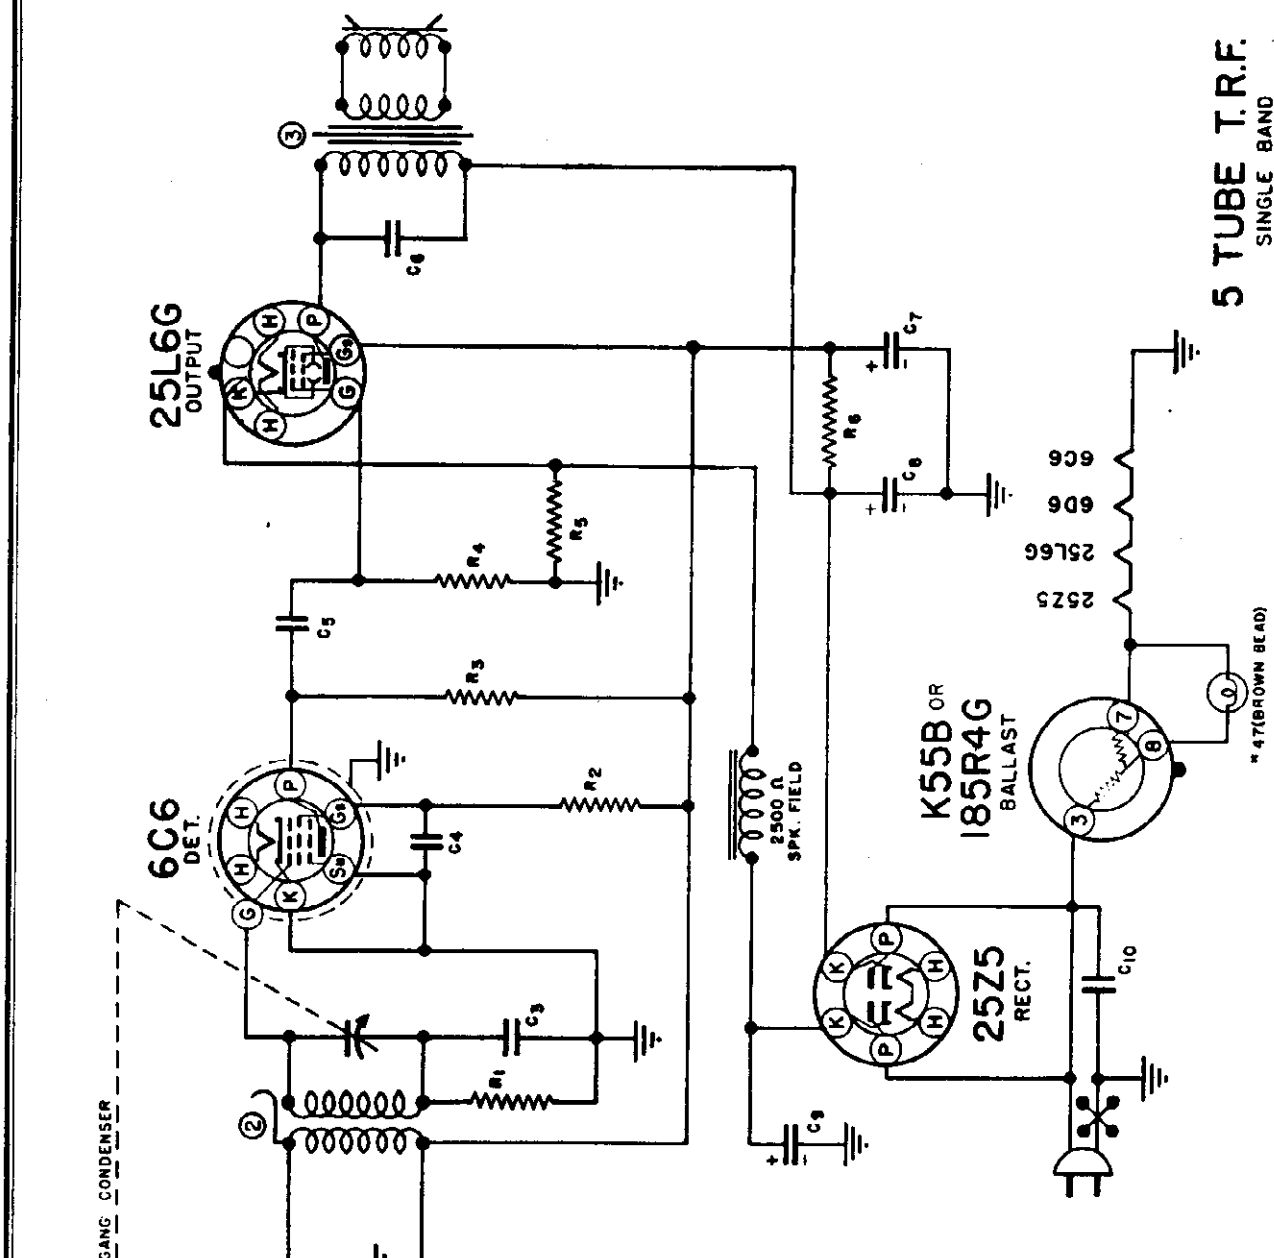 5 TUBE T.R.F.
SINGLE BAND
3
C6
25L6G
OUTPUT
H
P
Gs
G
H
K
C7
+
-
R6
C8
+
-
6C6
6D6
25L6G
25Z5
R4
R5
C5
R3
K55B OR
185R4G
BALLAST
7
8
3
*47(BROWN BEAD)
6C6
DET.
H
P
Gs
Su
K
H
G
R2
C4
2500 Ω
SPK. FIELD
25Z5
RECT.
K
P
H
H
P
K
C10
C3
R1
2
C9
+
-
GANG CONDENSER